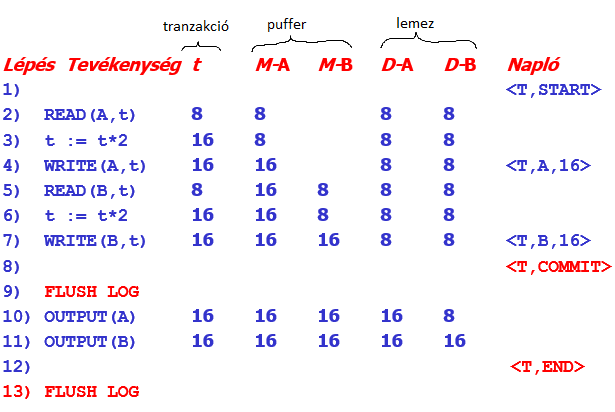 tranzakció puffer lemez
Lépés Tevékenység t M-A M-B D-A D-B Napló
1) <T,START>
2) READ(A,t) 8 8 8 8
3) t := t*2 16 8 8 8
4) WRITE(A,t) 16 16 8 8 <T,A,16>
5) READ(B,t) 8 16 8 8 8
6) t := t*2 16 16 8 8 8
7) WRITE(B,t) 16 16 16 8 8 <T,B,16>
8) <T,COMMIT>
9) FLUSH LOG
10) OUTPUT(A) 16 16 16 16 8
11) OUTPUT(B) 16 16 16 16 16
12) <T,END>
13) FLUSH LOG